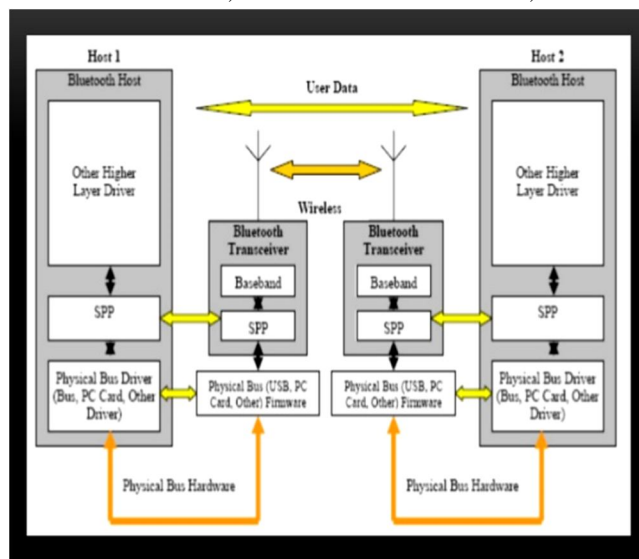 Host 1
Host 2
Bluetooth Host
Bluetooth Host
User Data
Other Higher
Layer Driver
Other Higher
Layer Driver
Wireless
Bluetooth
Transceiver
Bluetooth
Transceiver
Baseband
Baseband
SPP
SPP
SPP
SPP
Physical Bus Driver
(Bus, PC Card, Other
Driver)
Physical Bus (USB, PC
Card, Other) Firmware
Physical Bus (USB, PC
Card, Other) Firmware
Physical Bus Driver
(Bus, PC Card, Other
Driver)
Physical Bus Hardware
Physical Bus Hardware